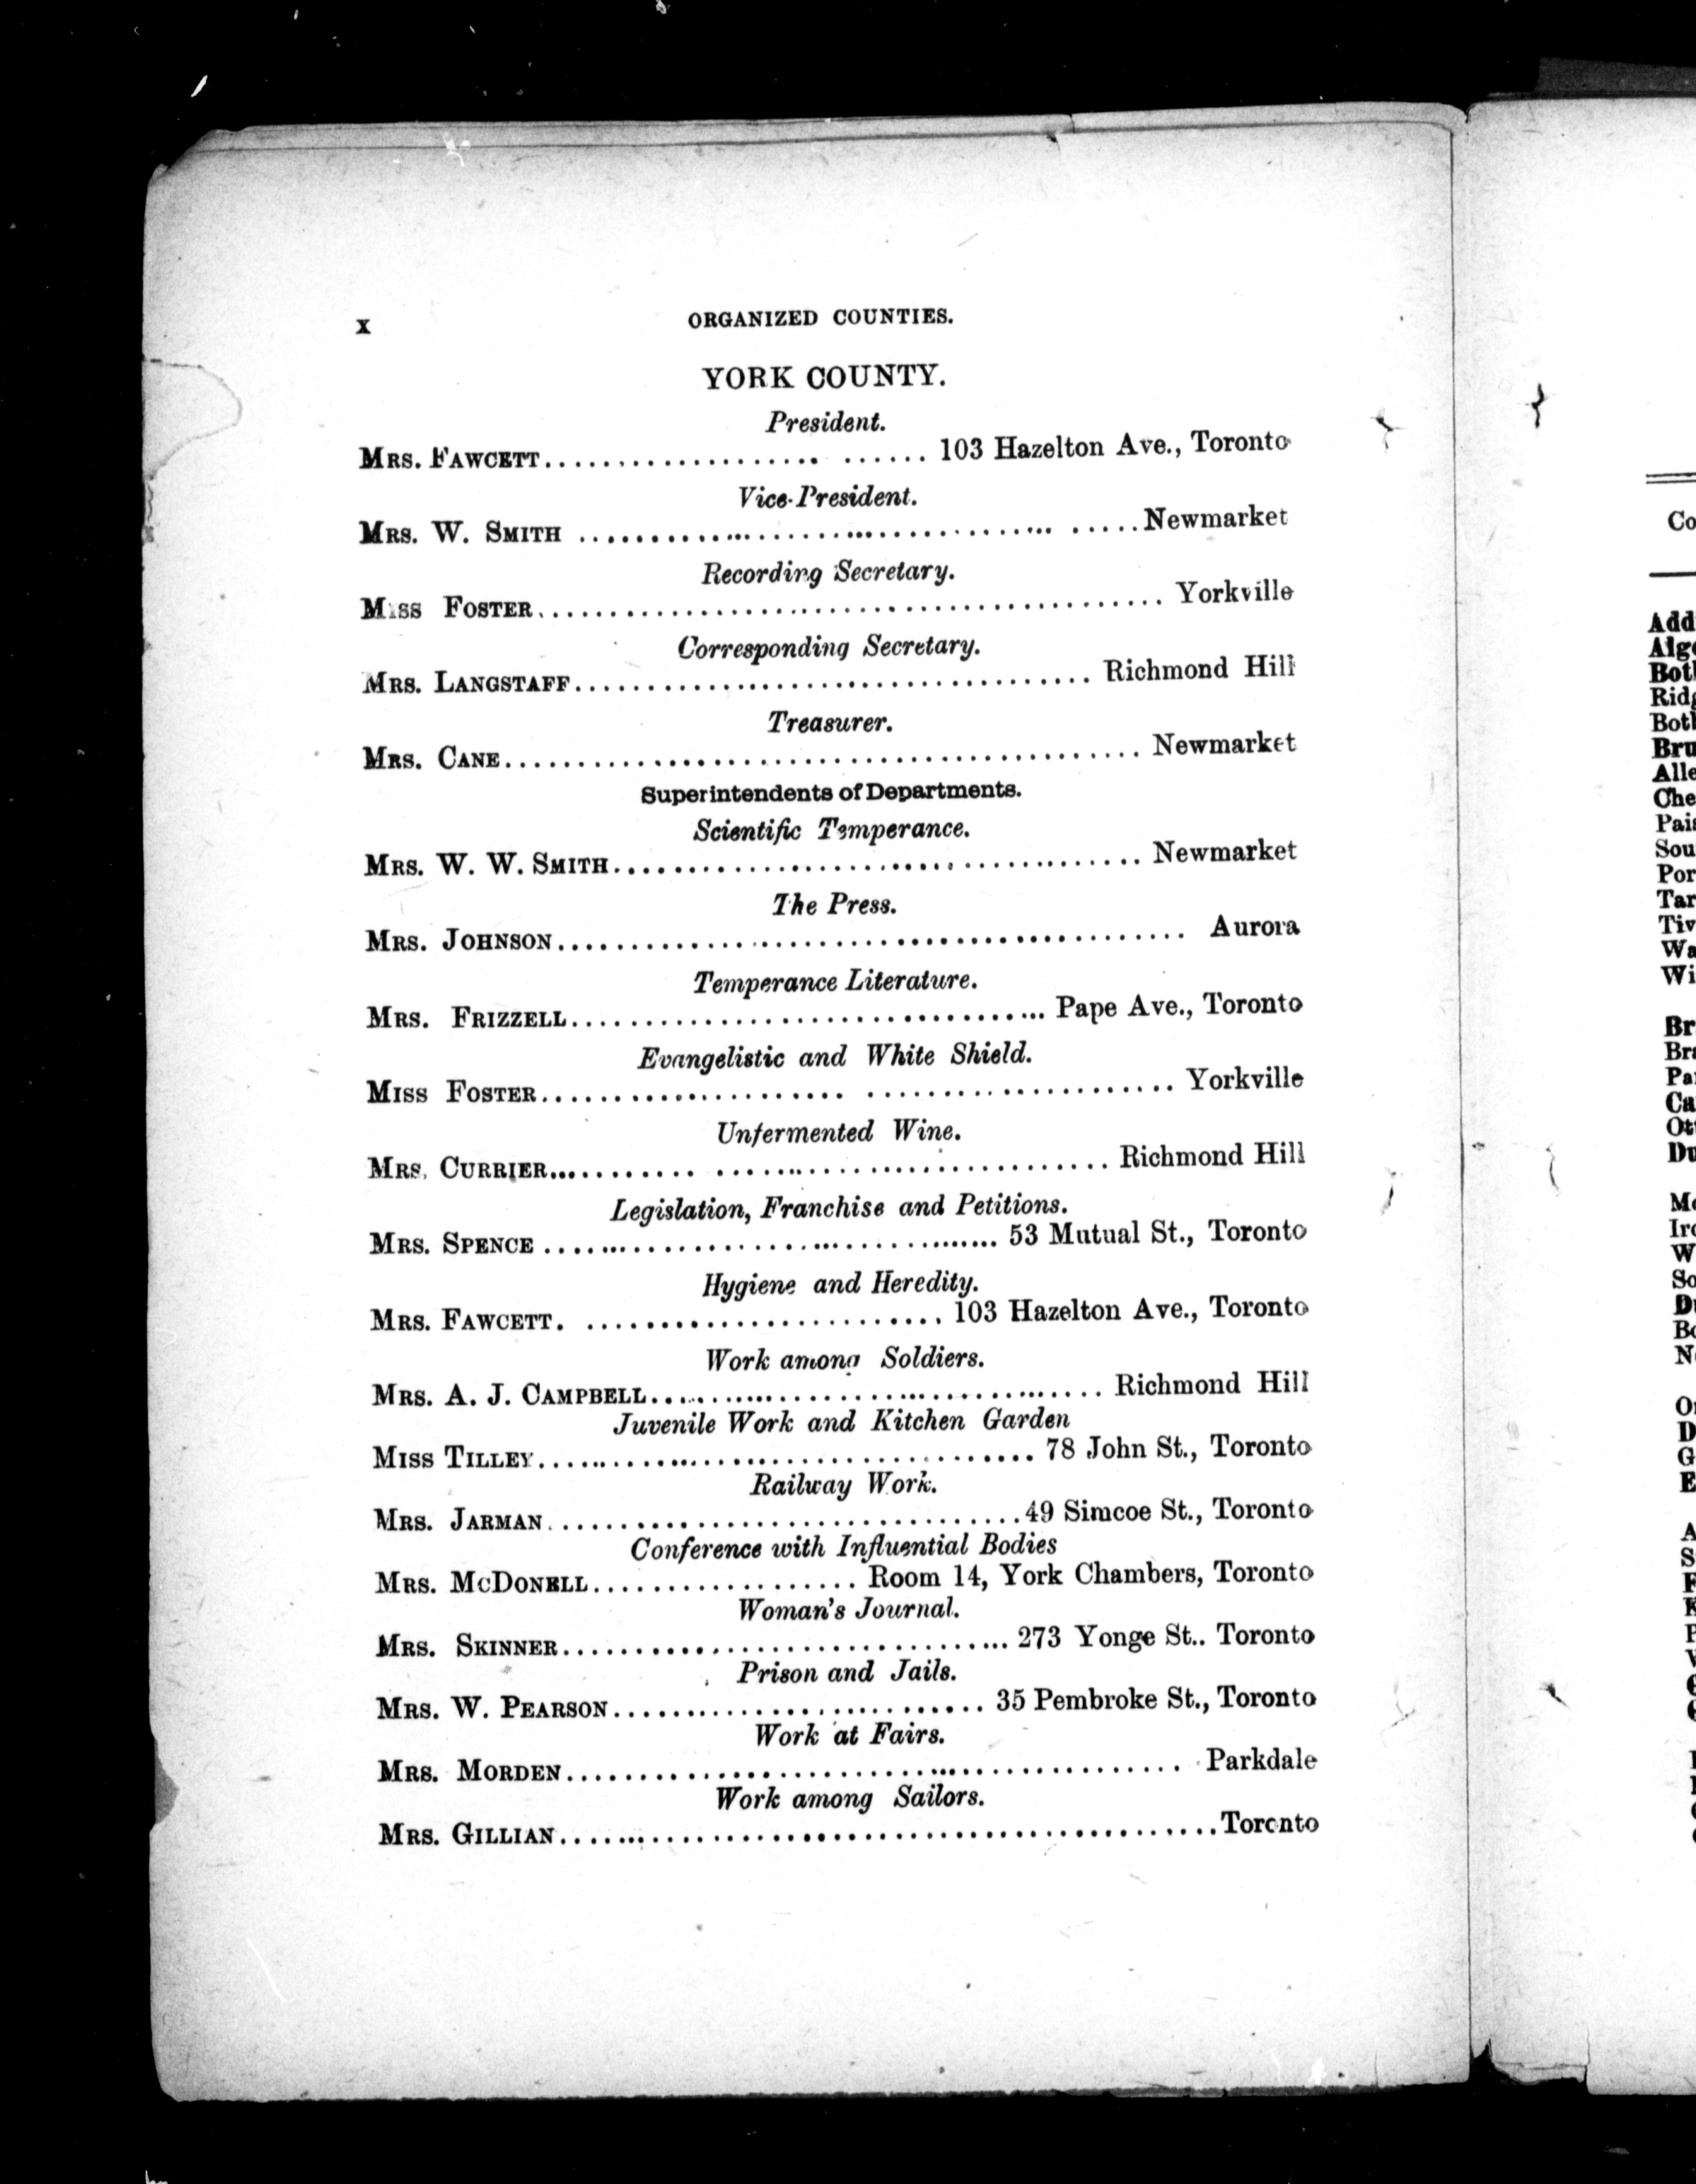 x ORGANIZED COUNTIES.
YORK COUNTY.
President.
MRS. FAWCETT........................ 103 Hazelton Ave., Toronto
Vice-President.
MRS. W. SMITH ........................................Newmarket
Recording Secretary.
MISS FOSTER........................................... Yorkville
Corresponding Secretary.
MRS. LANGSTAFF.................................... Richmond Hill
Treasurer.
MRS. CANE............................................ Newmarket
Superintendents of Departments.
Scientific Temperance.
MRS. W. W. SMITH.................................... Newmarket
The Press.
MRS. JOHNSON........................................... Aurora
Temperance Literature.
MRS. FRIZZELL................................. Pape Ave., Toronto
Evangelistic and White Shield.
MISS FOSTER.......................................... Yorkville
Unfermented Wine.
MRS. CURRIER...................................... Richmond Hill
Legislation, Franchise and Petitions.
MRS. SPENCE ............................... 53 Mutual St., Toronto
Hygiene and Heredity.
MRS. FAWCETT. ......................... 103 Hazelton Ave., Toronto
Work among Soldiers.
MRS. A. J. CAMPBELL............................... Richmond Hill
Juvenile Work and Kitchen Garden
MISS TILLEY.................................. 78 John St., Toronto
Railway Work.
MRS. JARMAN.................................49 Simcoe St., Toronto
Conference with Influential Bodies
MRS. MCDONELL.................. Room 14, York Chambers, Toronto
Woman's Journal.
MRS. SKINNER............................... 273 Yonge St.. Toronto
Prison and Jails.
MRS. W. PEARSON.......................... 35 Pembroke St., Toronto
Work at Fairs.
MRS. MORDEN.......................................... Parkdale
Work among Sailors.
MRS. GILLIAN.............................................Toronto